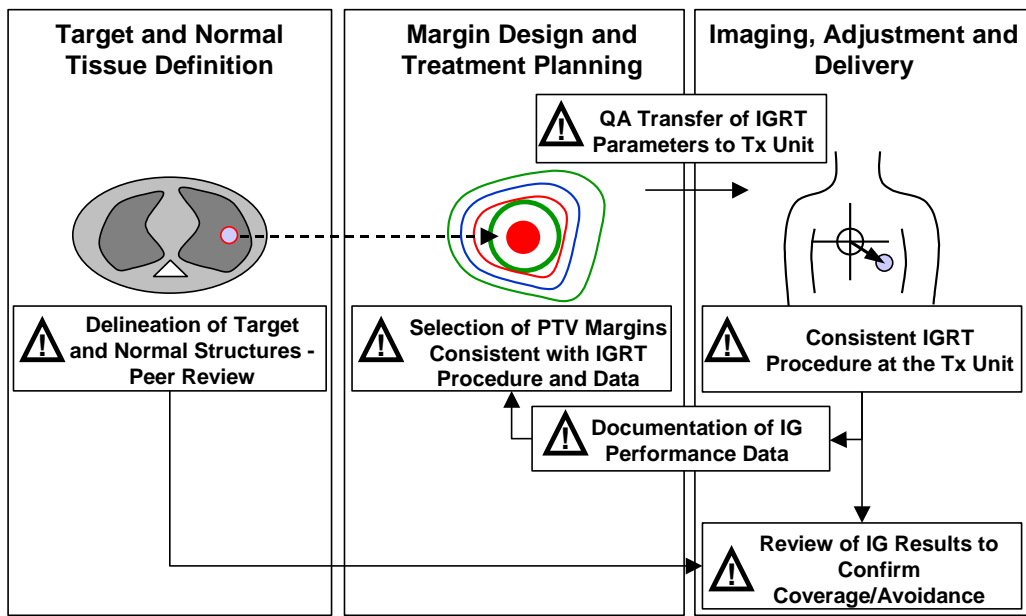 Target and Normal
Tissue Definition
Margin Design and
Treatment Planning
Imaging, Adjustment and
Delivery
! QA Transfer of IGRT
Parameters to Tx Unit
! Delineation of Target
and Normal Structures -
Peer Review
! Selection of PTV Margins
Consistent with IGRT
Procedure and Data
! Consistent IGRT
Procedure at the Tx Unit
! Documentation of IG
Performance Data
! Review of IG Results to
Confirm
Coverage/Avoidance